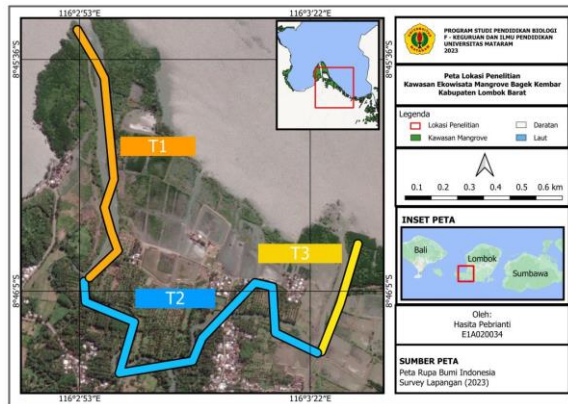 116°2'53"E
116°3'22"E
8°45'36"S
8°46'5"S
T1
T2
T3
8°45'36"S
8°46'5"S
116°2'53"E
116°3'22"E
PROGRAM STUDI PENDIDIKAN BIOLOGI
F - KEGURUAN DAN ILMU PENDIDIKAN
UNIVERSITAS MATARAM
2023
Peta Lokasi Penelitian
Kawasan Ekowisata Mangrove Bagek Kembar
Kabupaten Lombok Barat
Legenda
Lokasi Penelitian
Daratan
Kawasan Mangrove
Laut
0.1 0.2 0.3 0.4 0.5 0.6 km
INSET PETA
Bali
Lombok
Sumbawa
Oleh:
Hasita Pebrianti
E1A020034
SUMBER PETA
Peta Rupa Bumi Indonesia
Survey Lapangan (2023)